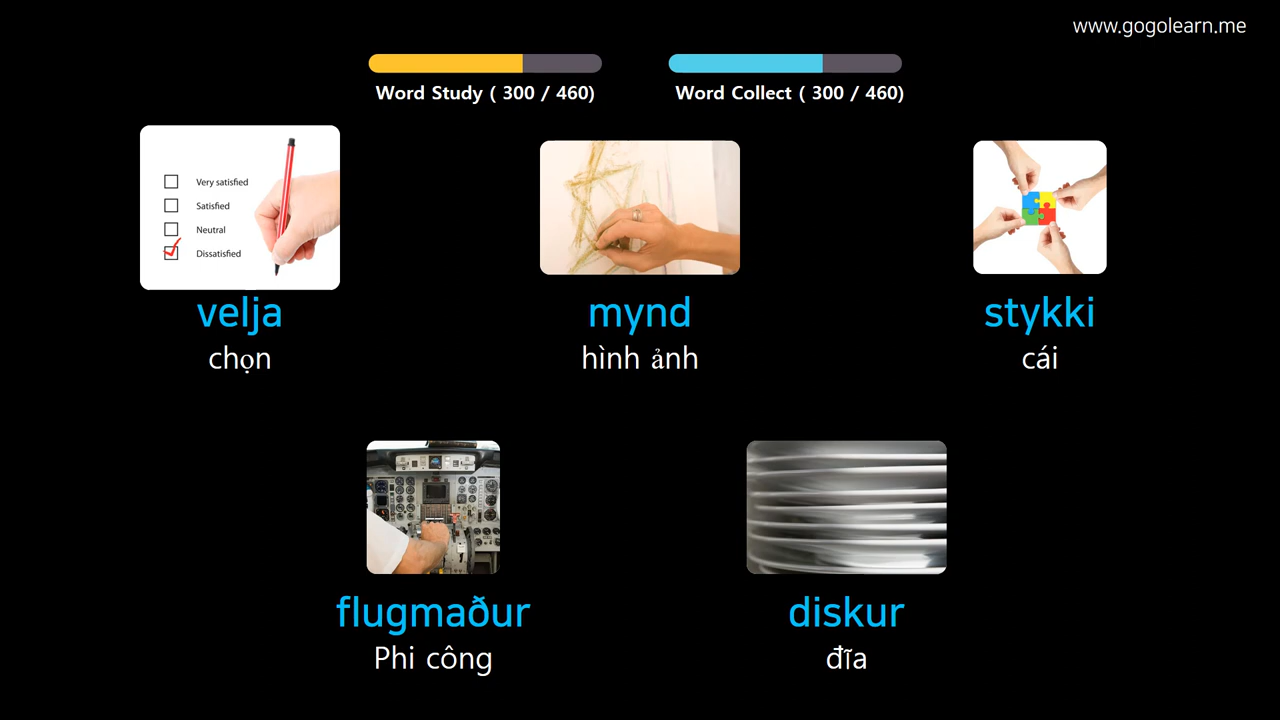 www.gogolearn.me
Word Study ( 300 / 460)
Word Collect ( 300 / 460)
Very satisfied
Satisfied
Neutral
Dissatisfied
velja
chọn
mynd
hình ảnh
stykki
cái
flugmaður
Phi công
diskur
đĩa